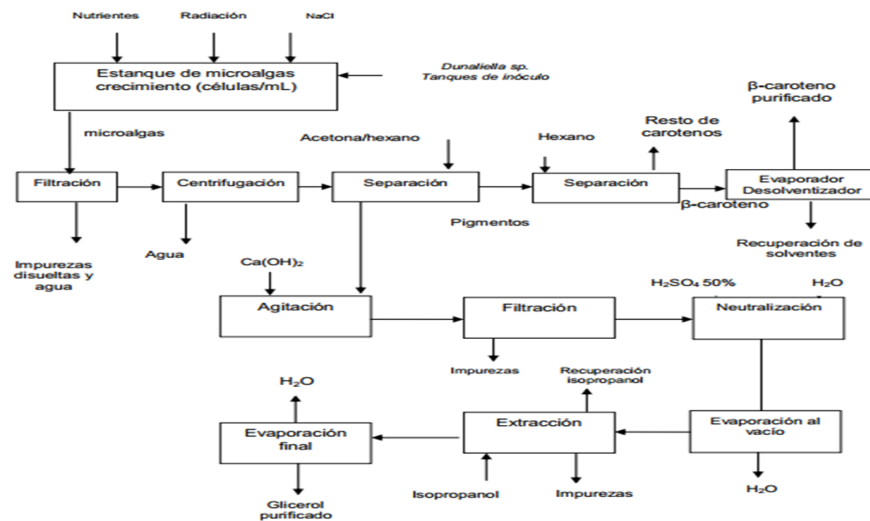 Nutrientes
Radiación
NaCl
Estanque de microalgas
crecimiento (células/mL)
Dunaliella sp.
Tanques de inóculo
microalgas
Acetona/hexano
Hexano
Resto de
carotenos
β-caroteno
purificado
Filtración
Centrifugación
Separación
Separación
Evaporador
Desolventizador
Pigmentos
β-caroteno
Impurezas
disueltas y
agua
Agua
Recuperación de
solventes
Ca(OH)₂
H₂SO₄ 50%
H₂O
Agitación
Filtración
Neutralización
Impurezas
Recuperación
isopropanol
H₂O
Evaporación
final
Extracción
Evaporación al
vacío
Glicerol
purificado
Isopropanol
Impurezas
H₂O